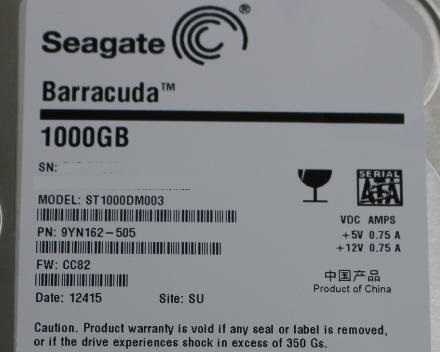 Seagate ®
Barracuda™
1000GB
SN:
SERIAL
ATA
MODEL: ST1000DM003
VDC AMPS
PN: 9YN162-505
+5V 0.75 A
+12V 0.75 A
FW: CC82
中国产品
Product of China
Date: 12415 Site: SU
Caution. Product warranty is void if any seal or label is removed,
or if the drive experiences shock in excess of 350 Gs.